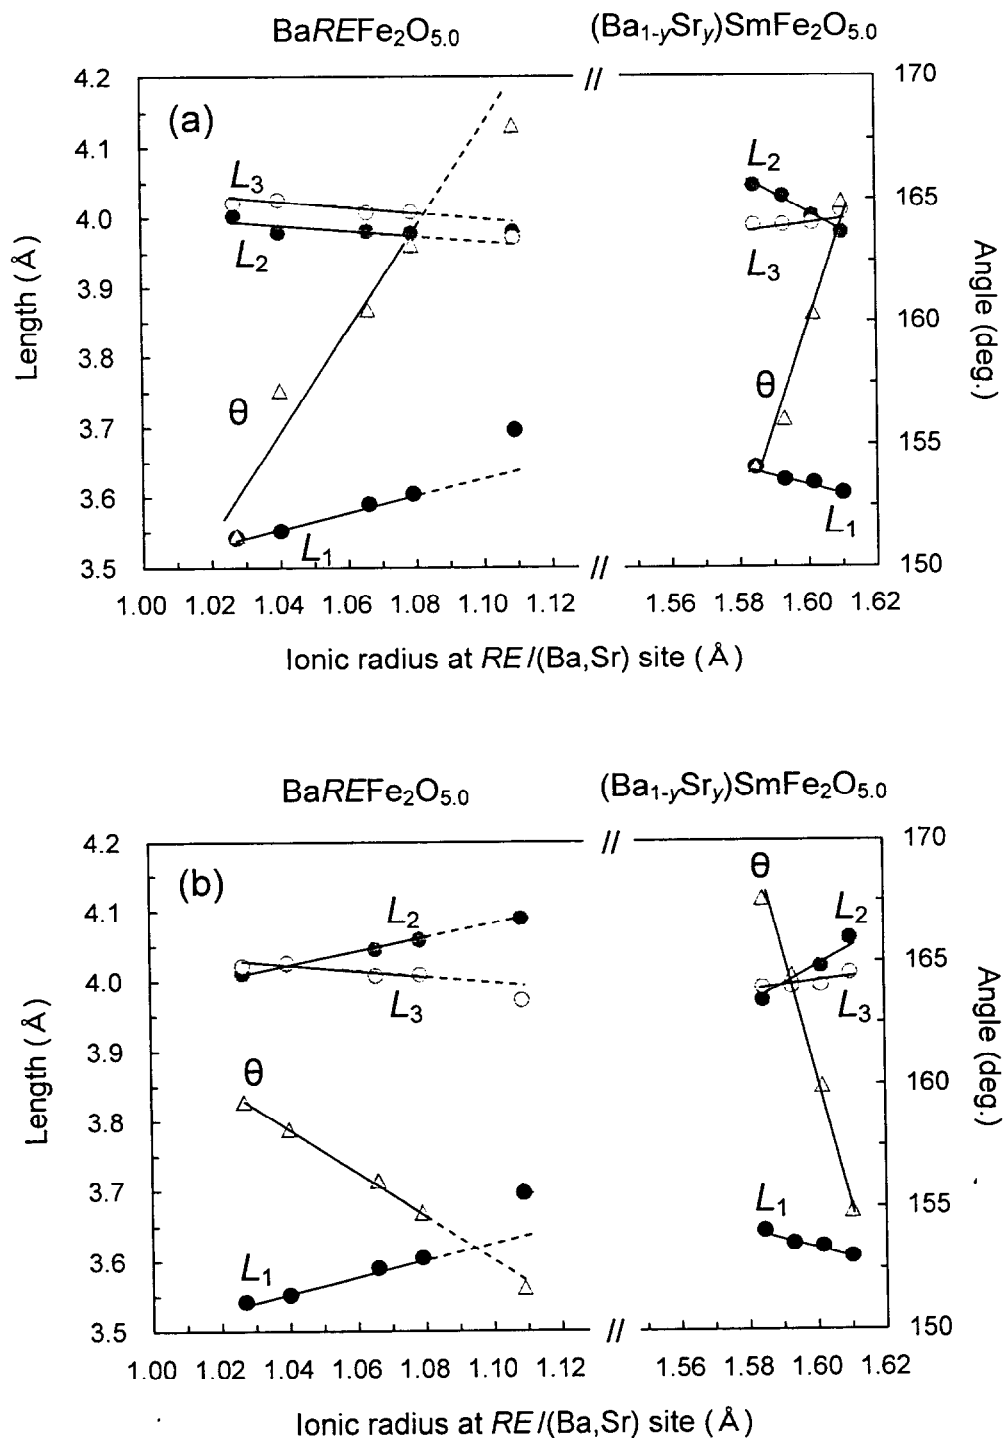 BaREFe2O5.0 (Ba1-ySry)SmFe2O5.0
4.2 // 170
(a)
4.1 L2
L3 165
4.0
L2 L3
3.9
160
3.8 θ
θ
3.7
155
3.6
L1 L1
3.5 // 150
1.00 1.02 1.04 1.06 1.08 1.10 1.12 1.56 1.58 1.60 1.62
Length (Å)
Angle (deg.)
Ionic radius at RE/(Ba,Sr) site (Å)
BaREFe2O5.0 (Ba1-ySry)SmFe2O5.0
4.2 // 170
(b) θ
4.1 L2 L2
165
4.0
L3 L3
3.9
θ 160
3.8
3.7 L1
155
3.6
L1
3.5 // 150
1.00 1.02 1.04 1.06 1.08 1.10 1.12 1.56 1.58 1.60 1.62
Length (Å)
Angle (deg.)
Ionic radius at RE/(Ba,Sr) site (Å)